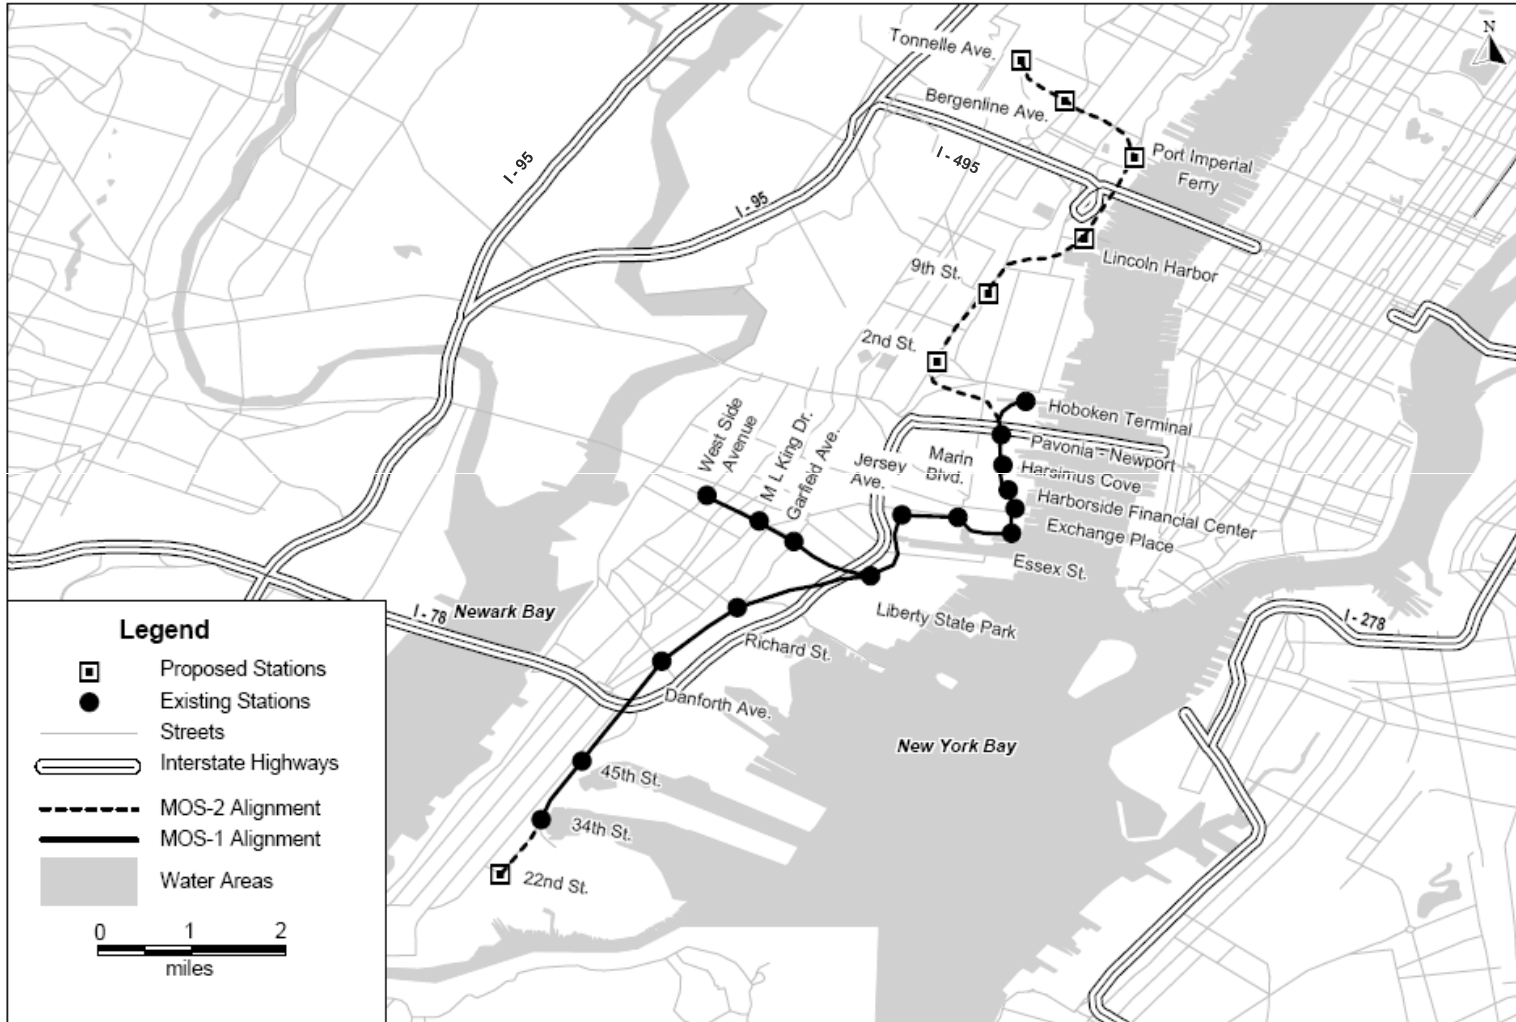 N
Tonnelle Ave.
Bergenline Ave.
I - 495
Port Imperial
Ferry
I - 95
I - 95
9th St.
Lincoln Harbor
2nd St.
West Side
Avenue
M L King Dr.
Garfield Ave.
Jersey
Ave.
Marin
Blvd.
Hoboken Terminal
Pavonia - Newport
Harsimus Cove
Harborside Financial Center
Exchange Place
Essex St.
Liberty State Park
Richard St.
Danforth Ave.
45th St.
34th St.
22nd St.
I - 78
Newark Bay
New York Bay
I - 278
Legend
Proposed Stations
Existing Stations
Streets
Interstate Highways
MOS-2 Alignment
MOS-1 Alignment
Water Areas
0 1 2
miles